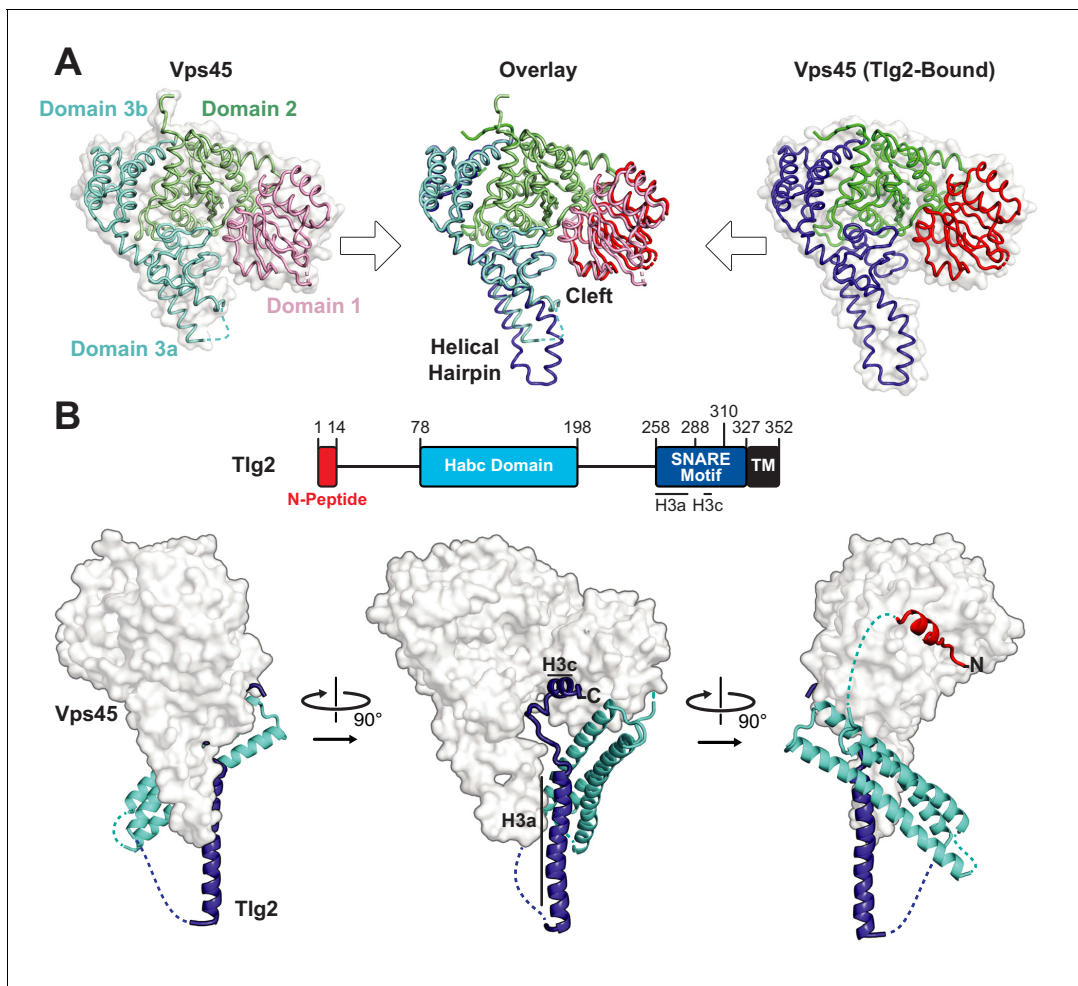 A
Vps45
Overlay
Vps45 (Tlg2-Bound)
Domain 3b
Domain 2
Domain 1
Domain 3a
Cleft
Helical
Hairpin
B
1 14 78 198 258 288 310 327 352
Tlg2
Habc Domain
SNARE
Motif
TM
N-Peptide
H3a H3c
Vps45
Tlg2
90°
H3c
C
H3a
90°
N